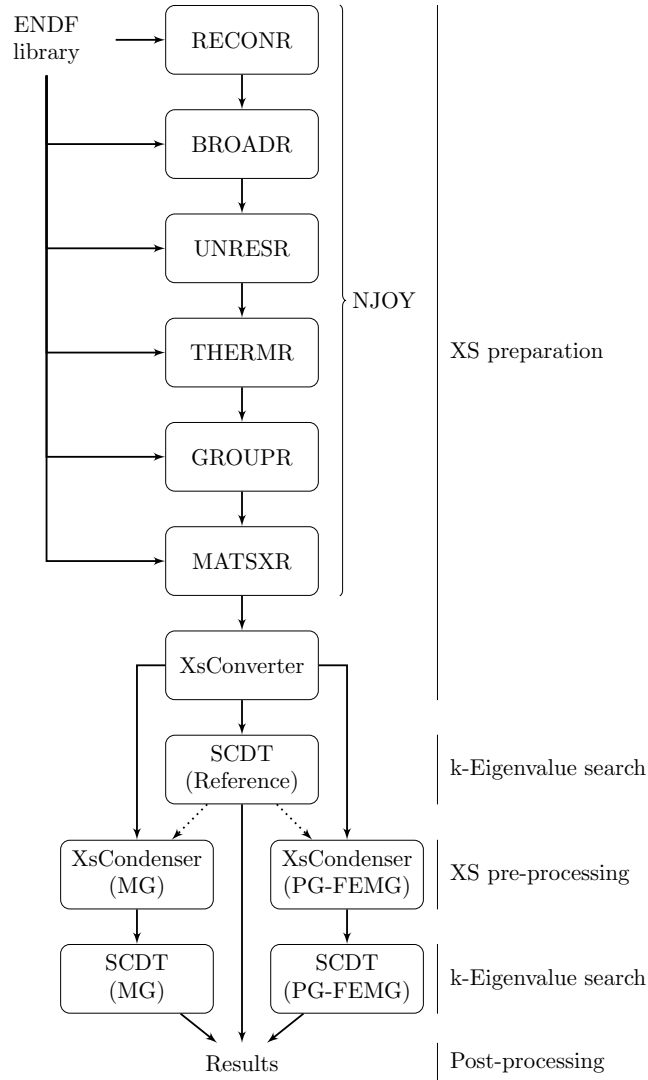 ENDF
library
RECONR
BROADR
UNRESR
NJOY
THERMR
XS preparation
GROUPR
MATSXR
XsConverter
SCDT
(Reference)
k-Eigenvalue search
XsCondenser
(MG)
XsCondenser
(PG-FEMG)
XS pre-processing
SCDT
(MG)
SCDT
(PG-FEMG)
k-Eigenvalue search
Results
Post-processing